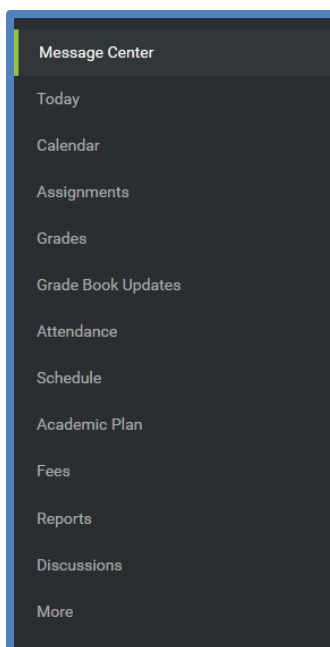 Message Center
Today
Calendar
Assignments
Grades
Grade Book Updates
Attendance
Schedule
Academic Plan
Fees
Reports
Discussions
More